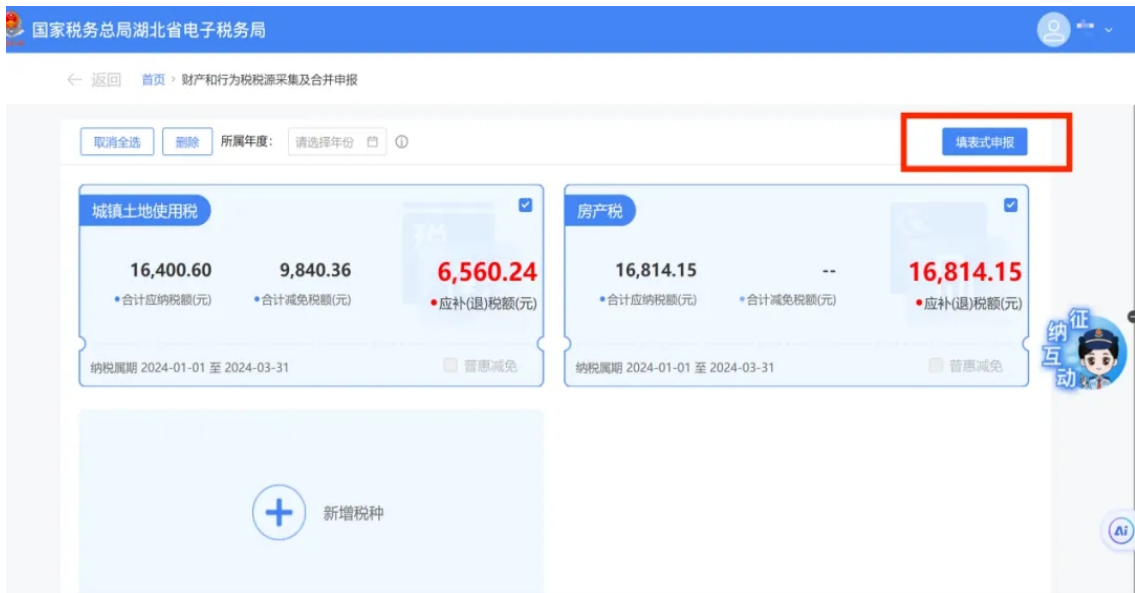 国家税务总局湖北省电子税务局
返回 首页 > 财产和行为税税源采集及合并申报
取消全选 删除 所属年度: 请选择年份 填表式申报
城镇土地使用税
16,400.60 9,840.36 6,560.24
•合计应纳税额(元) •合计减免税额(元) •应补(退)税额(元)
纳税属期 2024-01-01 至 2024-03-31 普惠减免
房产税
16,814.15 -- 16,814.15
•合计应纳税额(元) •合计减免税额(元) •应补(退)税额(元)
纳税属期 2024-01-01 至 2024-03-31 普惠减免
征纳互动
新增税种
Ai